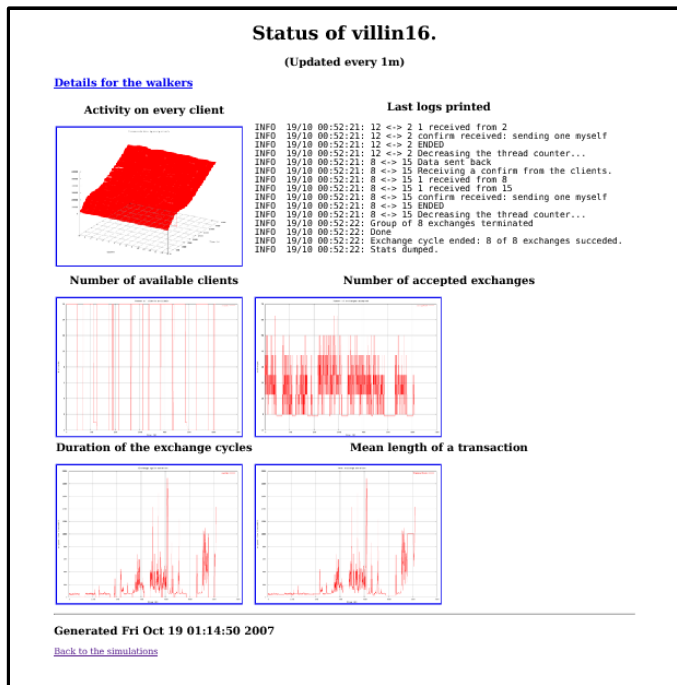 Status of villin16.
(Updated every 1m)
Details for the walkers
Activity on every client
Last logs printed
INFO 19/10 00:52:21: 12 <-> 2 1 received from 2
INFO 19/10 00:52:21: 12 <-> 2 confirm received: sending one myself
INFO 19/10 00:52:21: 12 <-> 2 ENDED
INFO 19/10 00:52:21: 12 <-> 2 Decreasing the thread counter...
INFO 19/10 00:52:21: 8 <-> 15 Data sent back
INFO 19/10 00:52:21: 8 <-> 15 Receiving a confirm from the clients.
INFO 19/10 00:52:21: 8 <-> 15 1 received from 8
INFO 19/10 00:52:21: 8 <-> 15 1 received from 15
INFO 19/10 00:52:21: 8 <-> 15 confirm received: sending one myself
INFO 19/10 00:52:21: 8 <-> 15 ENDED
INFO 19/10 00:52:21: 8 <-> 15 Decreasing the thread counter...
INFO 19/10 00:52:22: Group of 8 exchanges terminated
INFO 19/10 00:52:22: Done
INFO 19/10 00:52:22: Exchange cycle ended: 8 of 8 exchanges succeded.
INFO 19/10 00:52:22: Stats dumped.
Number of available clients
Number of accepted exchanges
Duration of the exchange cycles
Mean length of a transaction
Generated Fri Oct 19 01:14:50 2007
Back to the simulations